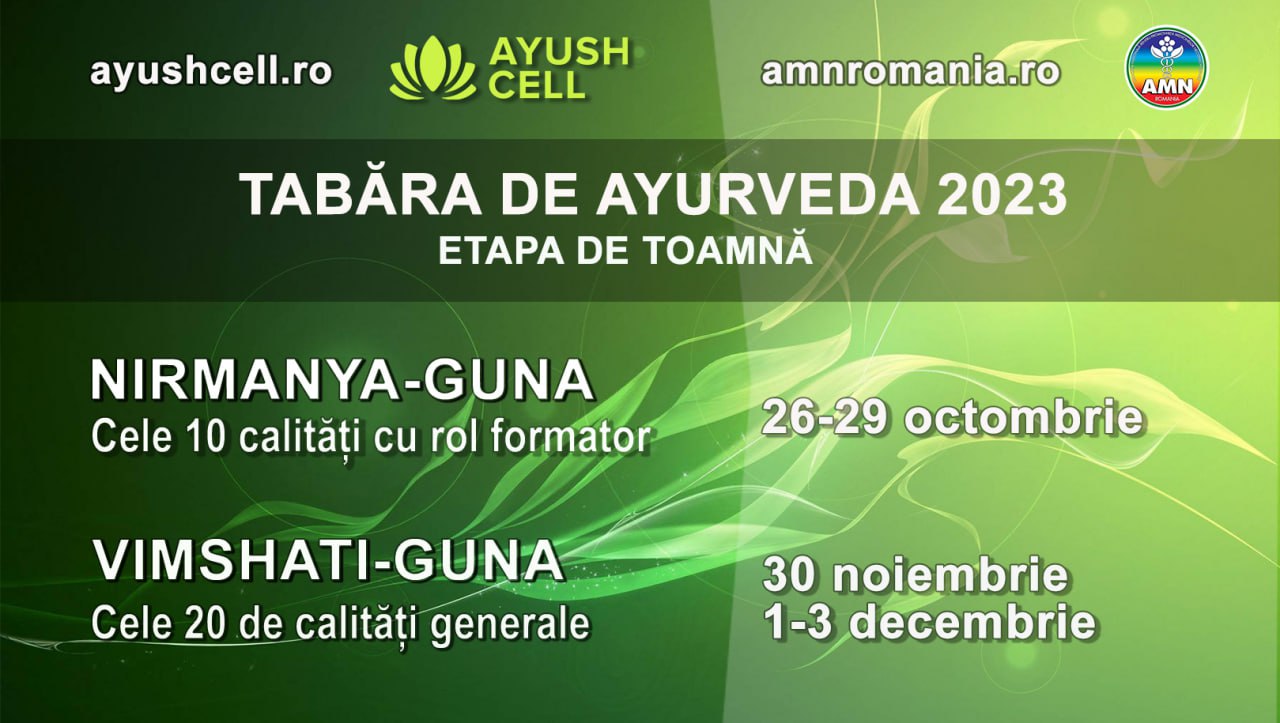 ayushcell.ro
AYUSH
CELL
amnromania.ro
AMN
ROMANIA
TABĂRA DE AYURVEDA 2023
ETAPA DE TOAMNĂ
NIRMANYA-GUNA
Cele 10 calități cu rol formator
26-29 octombrie
VIMSHATI-GUNA
Cele 20 de calități generale
30 noiembrie
1-3 decembrie